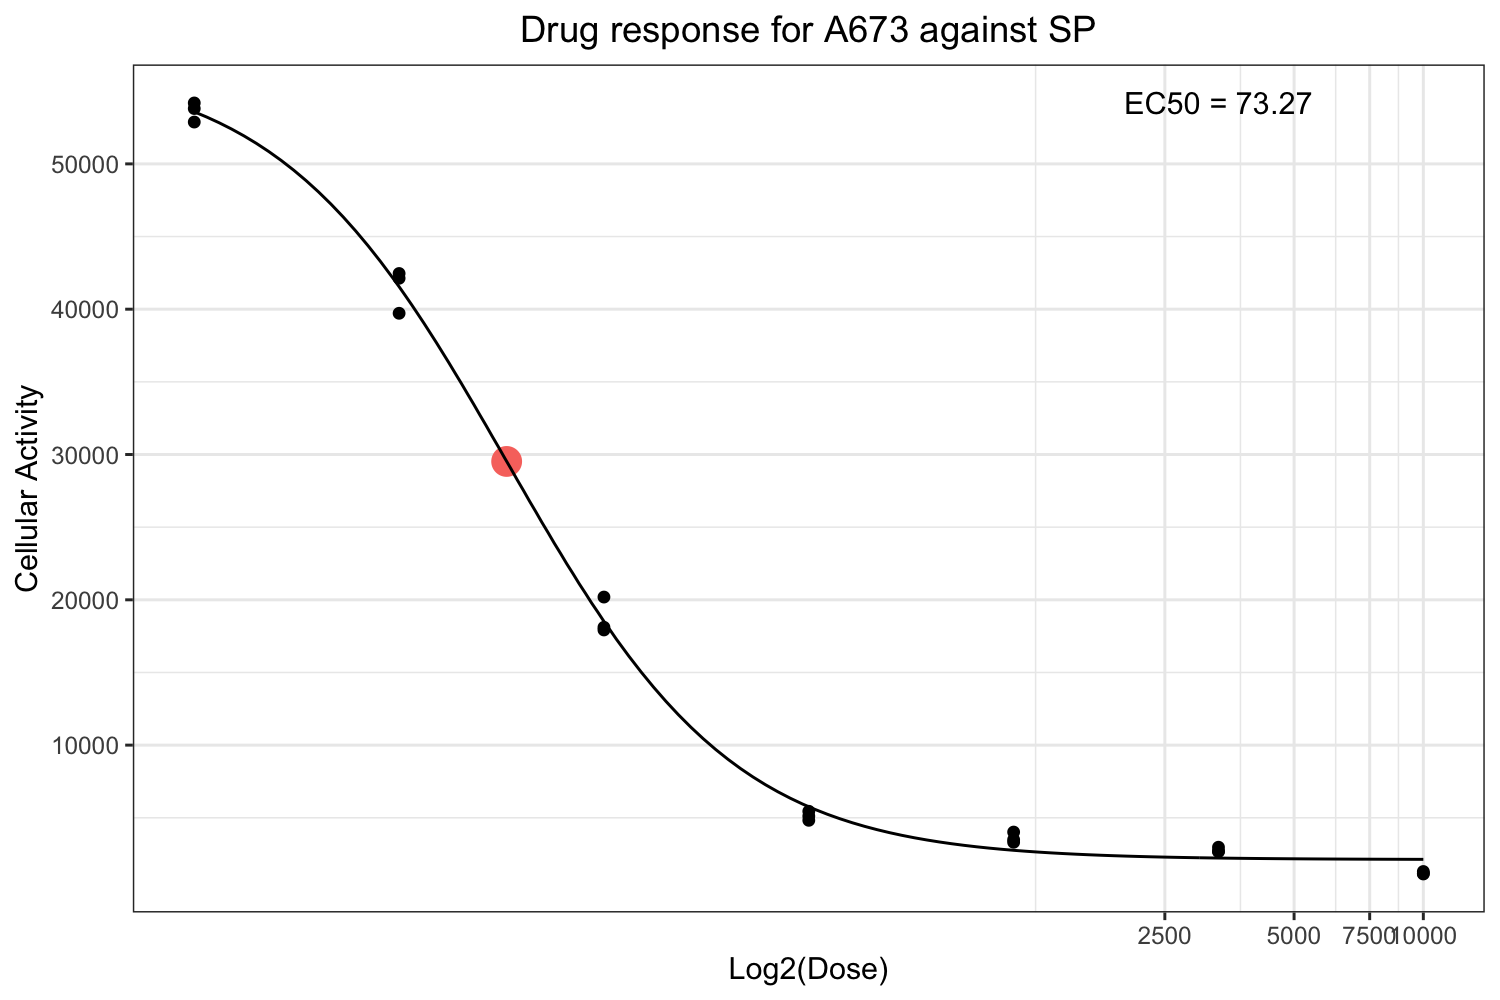 Drug response for A673 against SP
EC50 = 73.27
50000
40000
30000
20000
10000
Cellular Activity
2500 5000 7500 10000
Log2(Dose)